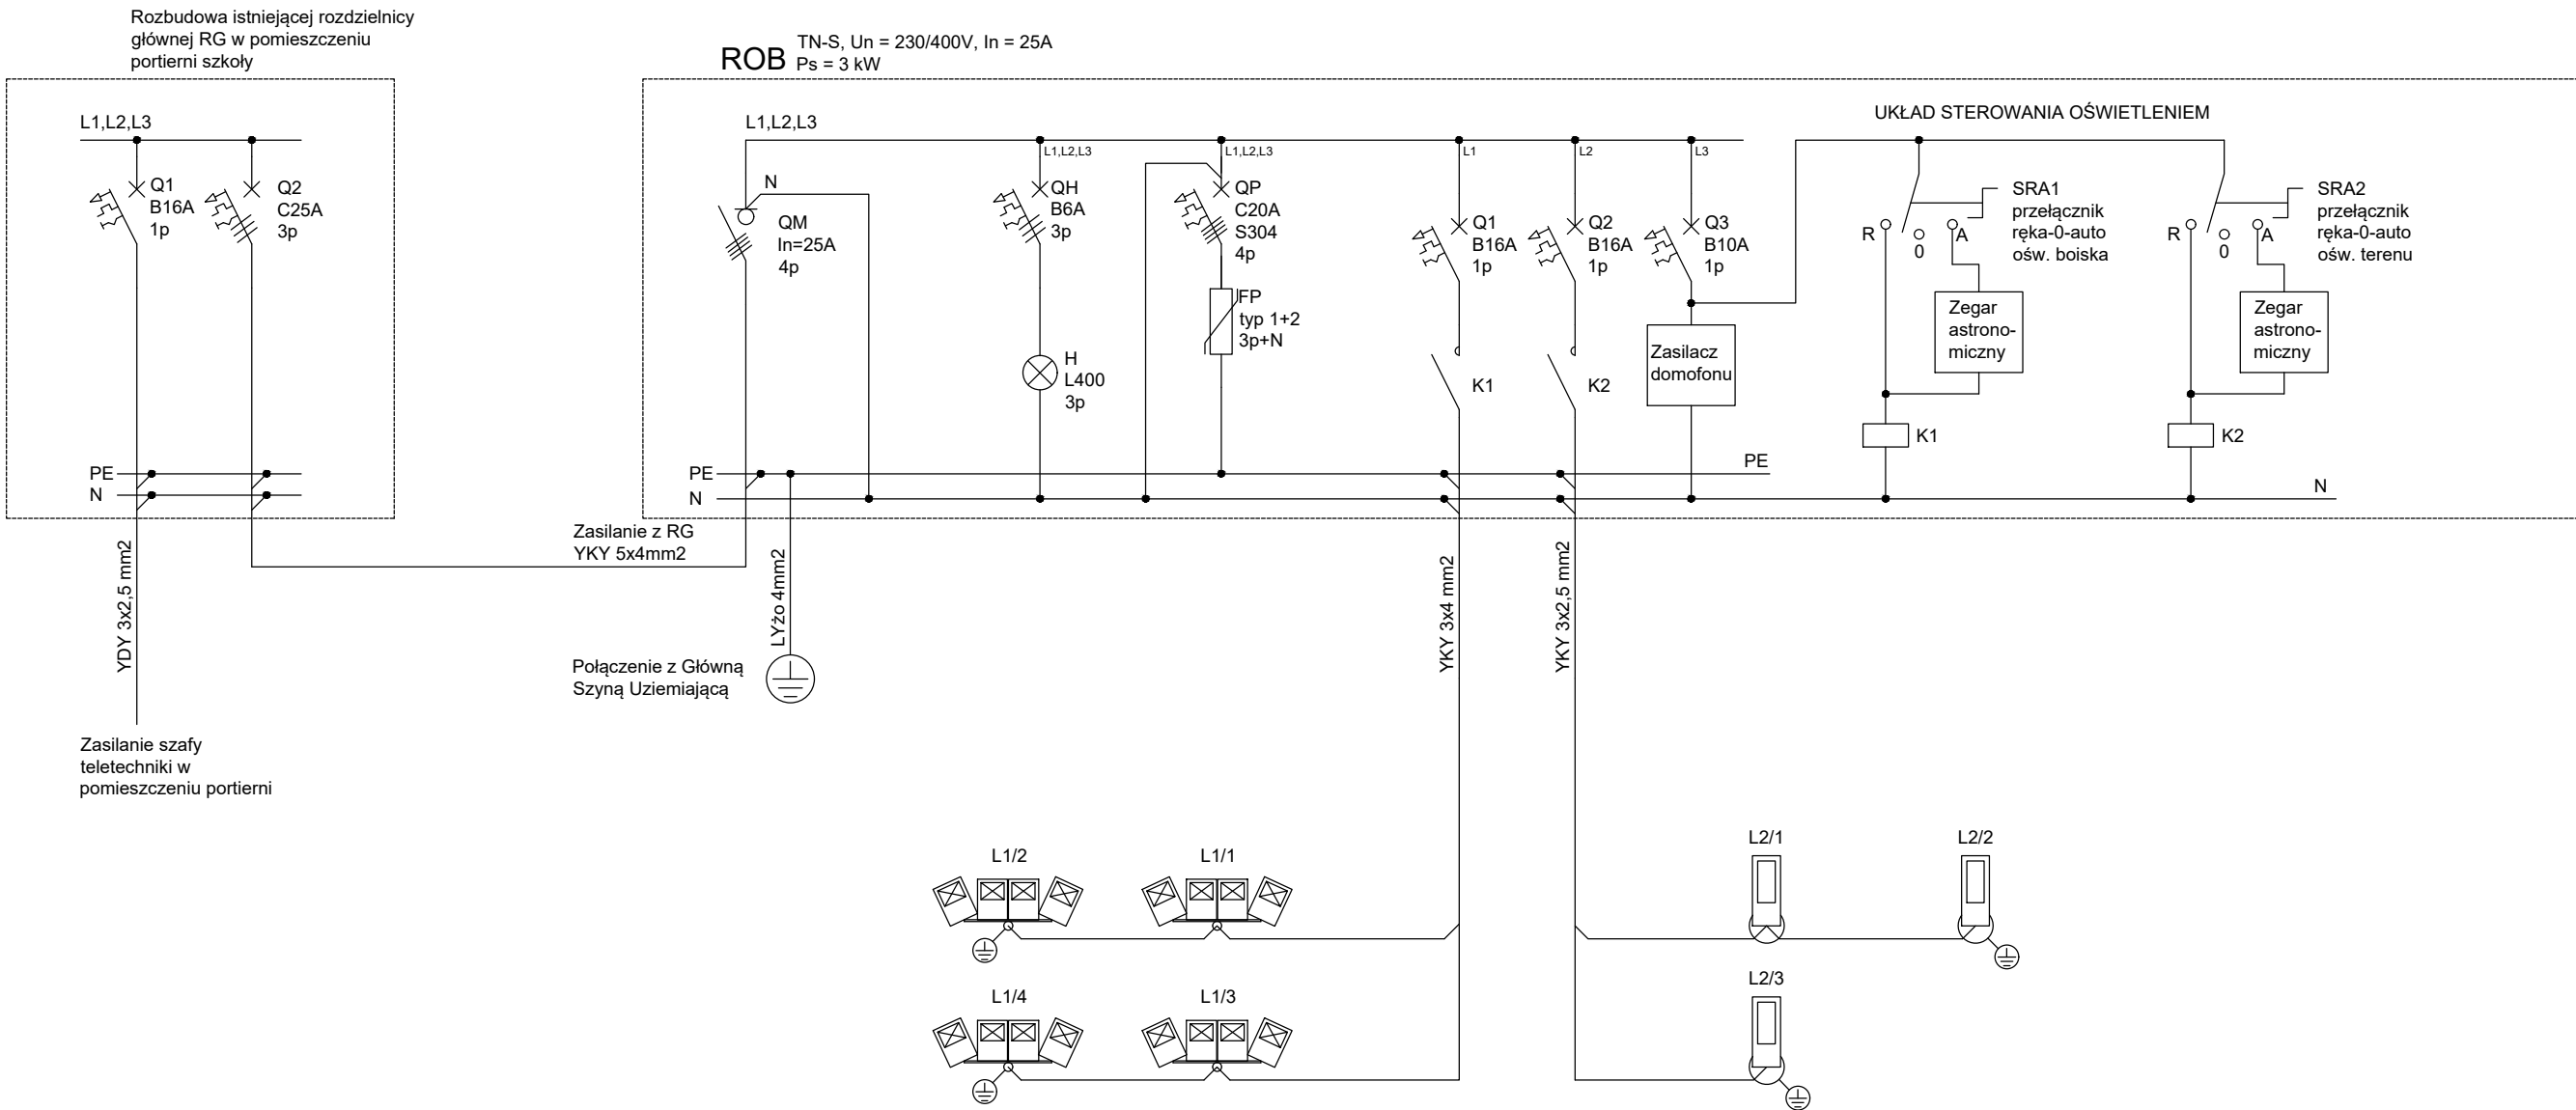 Rozbudowa istniejącej rozdzielnicy
głównej RG w pomieszczeniu
portierni szkoły
L1,L2,L3
Q1
B16A
1p
Q2
C25A
3p
PE
N
YDY 3x2,5 mm2
Zasilanie szafy
teletechniki w
pomieszczeniu portierni
ROB
TN-S, Un = 230/400V, In = 25A
Ps = 3 kW
L1,L2,L3
N
QM
In=25A
4p
L1,L2,L3
QH
B6A
3p
H
L400
3p
L1,L2,L3
QP
C20A
S304
4p
FP
typ 1+2
3p+N
L1
Q1
B16A
1p
K1
L2
Q2
B16A
1p
K2
L3
Q3
B10A
1p
Zasilacz
domofonu
UKŁAD STEROWANIA OŚWIETLENIEM
R
0
A
SRA1
przełącznik
ręka-0-auto
ośw. boiska
Zegar
astrono-
miczny
K1
R
0
A
SRA2
przełącznik
ręka-0-auto
ośw. terenu
Zegar
astrono-
miczny
K2
PE
PE
N
N
Zasilanie z RG
YKY 5x4mm2
LYżo 4mm2
Połączenie z Główną
Szyną Uziemiającą
YKY 3x4 mm2
YKY 3x2,5 mm2
L1/2
L1/1
L2/1
L2/2
L1/4
L1/3
L2/3